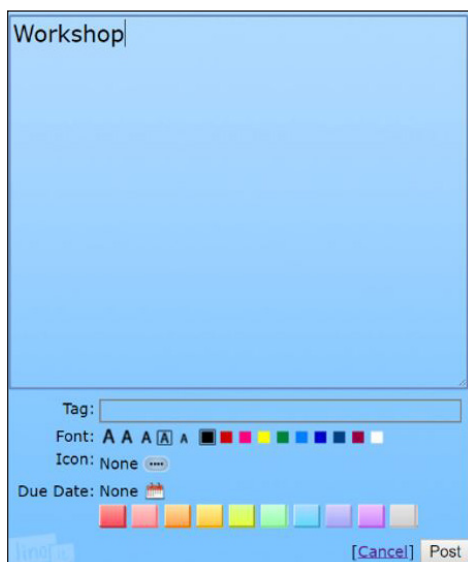 Workshop
Tag:
Font: A A A A A
Icon: None
Due Date: None
[Cancel] Post